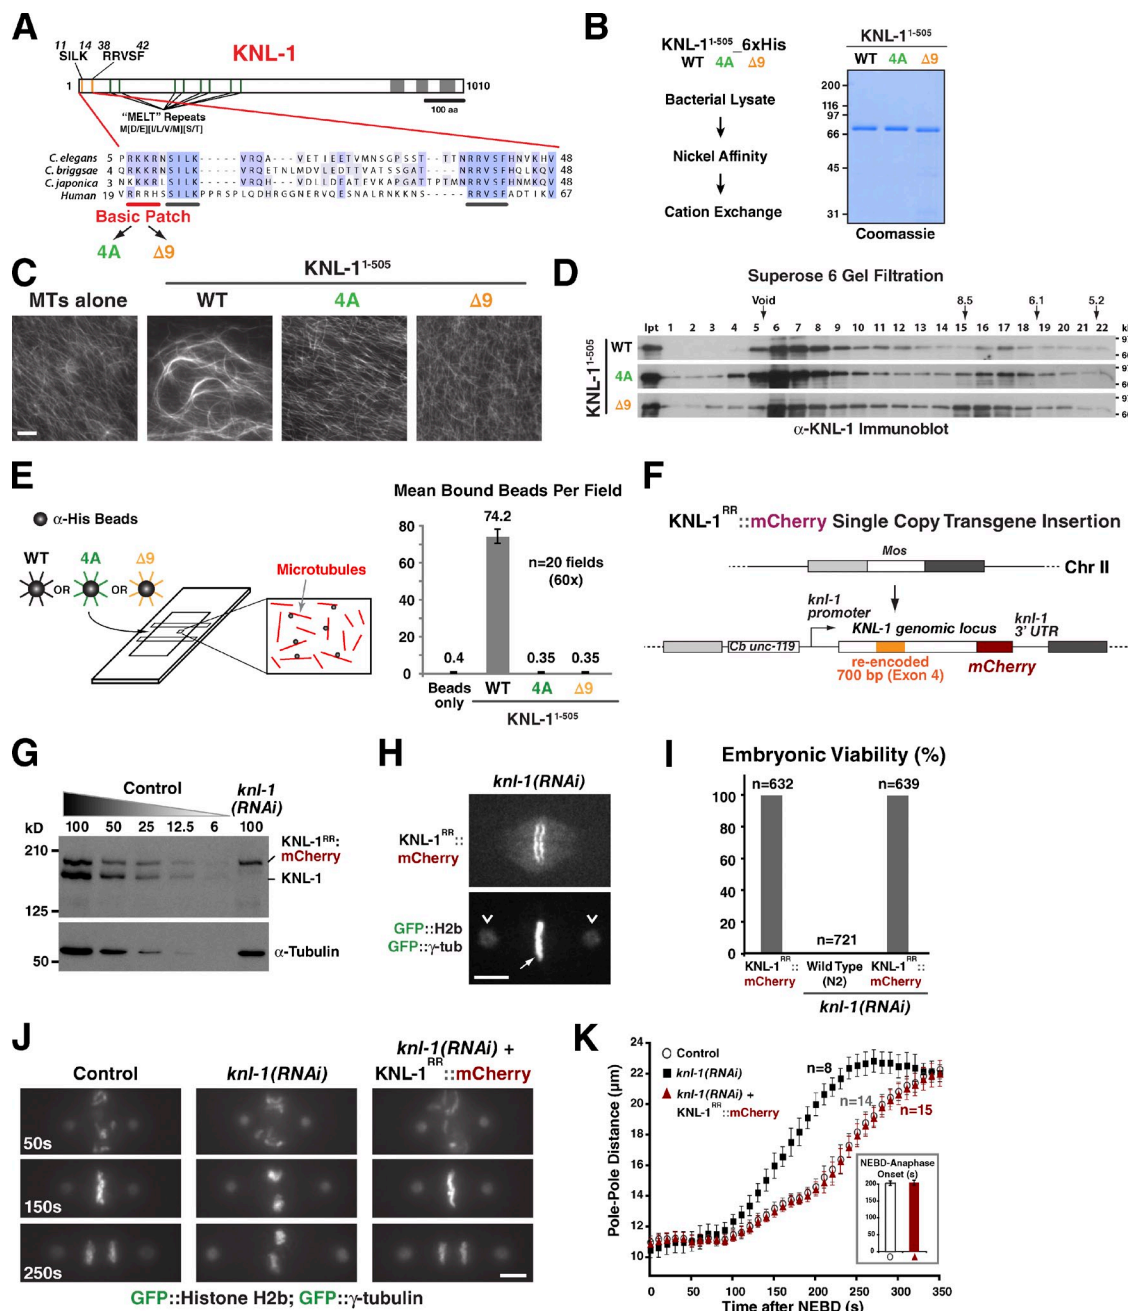 A
11 14 38 42
SILK RRVSF
KNL-1
1 1010
"MELT" Repeats
M[D/E][I/L/V/M][S/T]
100 aa
C. elegans 5 PRKKRNSILK-----VRQA--VETIEETVMNSGPSST--TTNRRVSFHNVKHV 48
C. briggsae 4
C. japonica 3
Human 19 VRRRHSSILKPPRSPLQDHRGGNERVQESNALRNKKNS----RRVSFADTIKV 67
Basic Patch
4A Δ9
B
KNL-1¹⁻⁵⁰⁵_6xHis
WT 4A Δ9
Bacterial Lysate
Nickel Affinity
Cation Exchange
KNL-1¹⁻⁵⁰⁵
WT 4A Δ9
200
116
97
66
31
Coomassie
C
KNL-1¹⁻⁵⁰⁵
MTs alone WT 4A Δ9
D
Superose 6 Gel Filtration
Void 8.5 6.1 5.2
Ipt 1 2 3 4 5 6 7 8 9 10 11 12 13 14 15 16 17 18 19 20 21 22
KNL-1¹⁻⁵⁰⁵
WT
4A
Δ9
α-KNL-1 Immunoblot
E
α-His Beads
WT 4A Δ9
OR OR
Microtubules
Mean Bound Beads Per Field
80
60
40
20
0
74.2
n=20 fields
(60x)
0.4 0.35 0.35
Beads only WT 4A Δ9
KNL-1¹⁻⁵⁰⁵
F
KNL-1ᴿᴿ::mCherry Single Copy Transgene Insertion
Mos
Chr II
knl-1 promoter
KNL-1 genomic locus
knl-1 3' UTR
Cb unc-119
re-encoded
700 bp (Exon 4)
mCherry
G
Control knl-1 (RNAi)
kD 100 50 25 12.5 6 100
210
125
50
KNL-1ᴿᴿ:
mCherry
KNL-1
α-Tubulin
H
knl-1(RNAi)
KNL-1ᴿᴿ::
mCherry
GFP::H2b
GFP::γ-tub
I
Embryonic Viability (%)
n=632 n=639
100
80
60
40
20
0
n=721
KNL-1ᴿᴿ::
mCherry
Wild Type
(N2)
KNL-1ᴿᴿ::
mCherry
knl-1(RNAi)
J
Control
knl-1(RNAi)
knl-1(RNAi) +
KNL-1ᴿᴿ::mCherry
50s
150s
250s
GFP::Histone H2b; GFP::γ-tubulin
K
Pole-Pole Distance (μm)
24
22
20
18
16
14
12
10
Control
knl-1(RNAi)
knl-1(RNAi) +
KNL-1ᴿᴿ::mCherry
n=8
n=14
n=15
NEBD-Anaphase
Onset (s)
200
150
100
50
0
0 50 100 150 200 250 300 350
Time after NEBD (s)